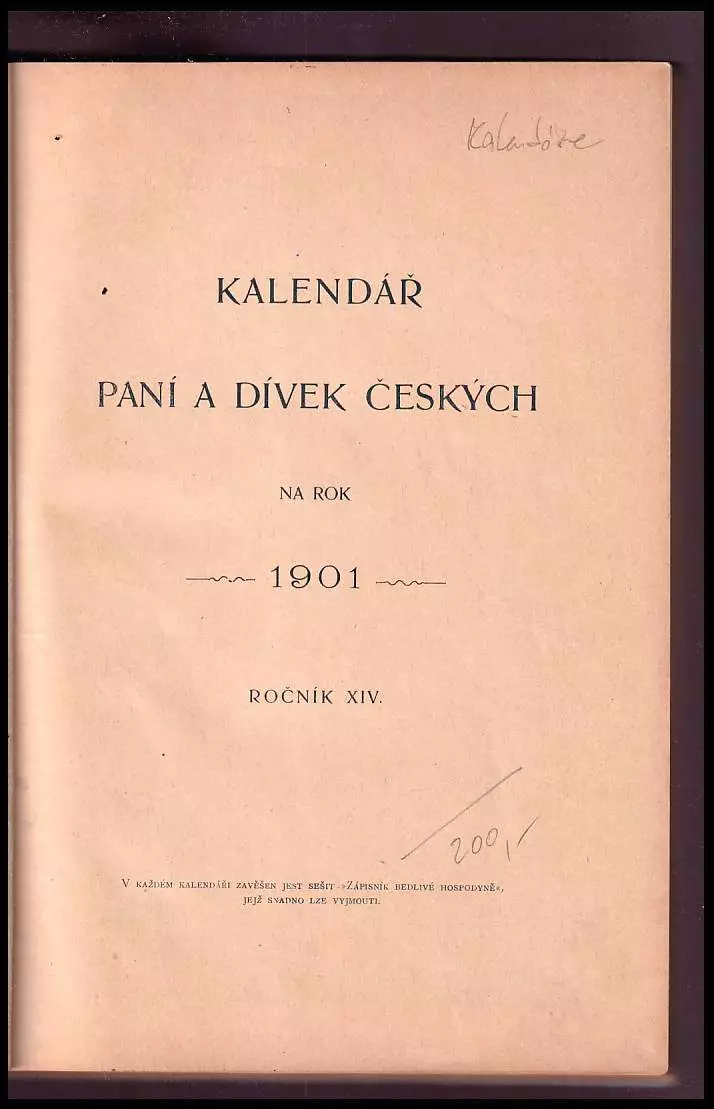 Kalendáře
KALENDÁŘ
PANÍ A DÍVEK ČESKÝCH
NA ROK
1901
ROČNÍK XIV.
200,-
V KAŽDÉM KALENDÁŘI ZAVĚŠEN JEST SEŠIT »ZÁPISNÍK BEDLIVÉ HOSPODYNĚ«,
JEJŽ SNADNO LZE VYJMOUTI.